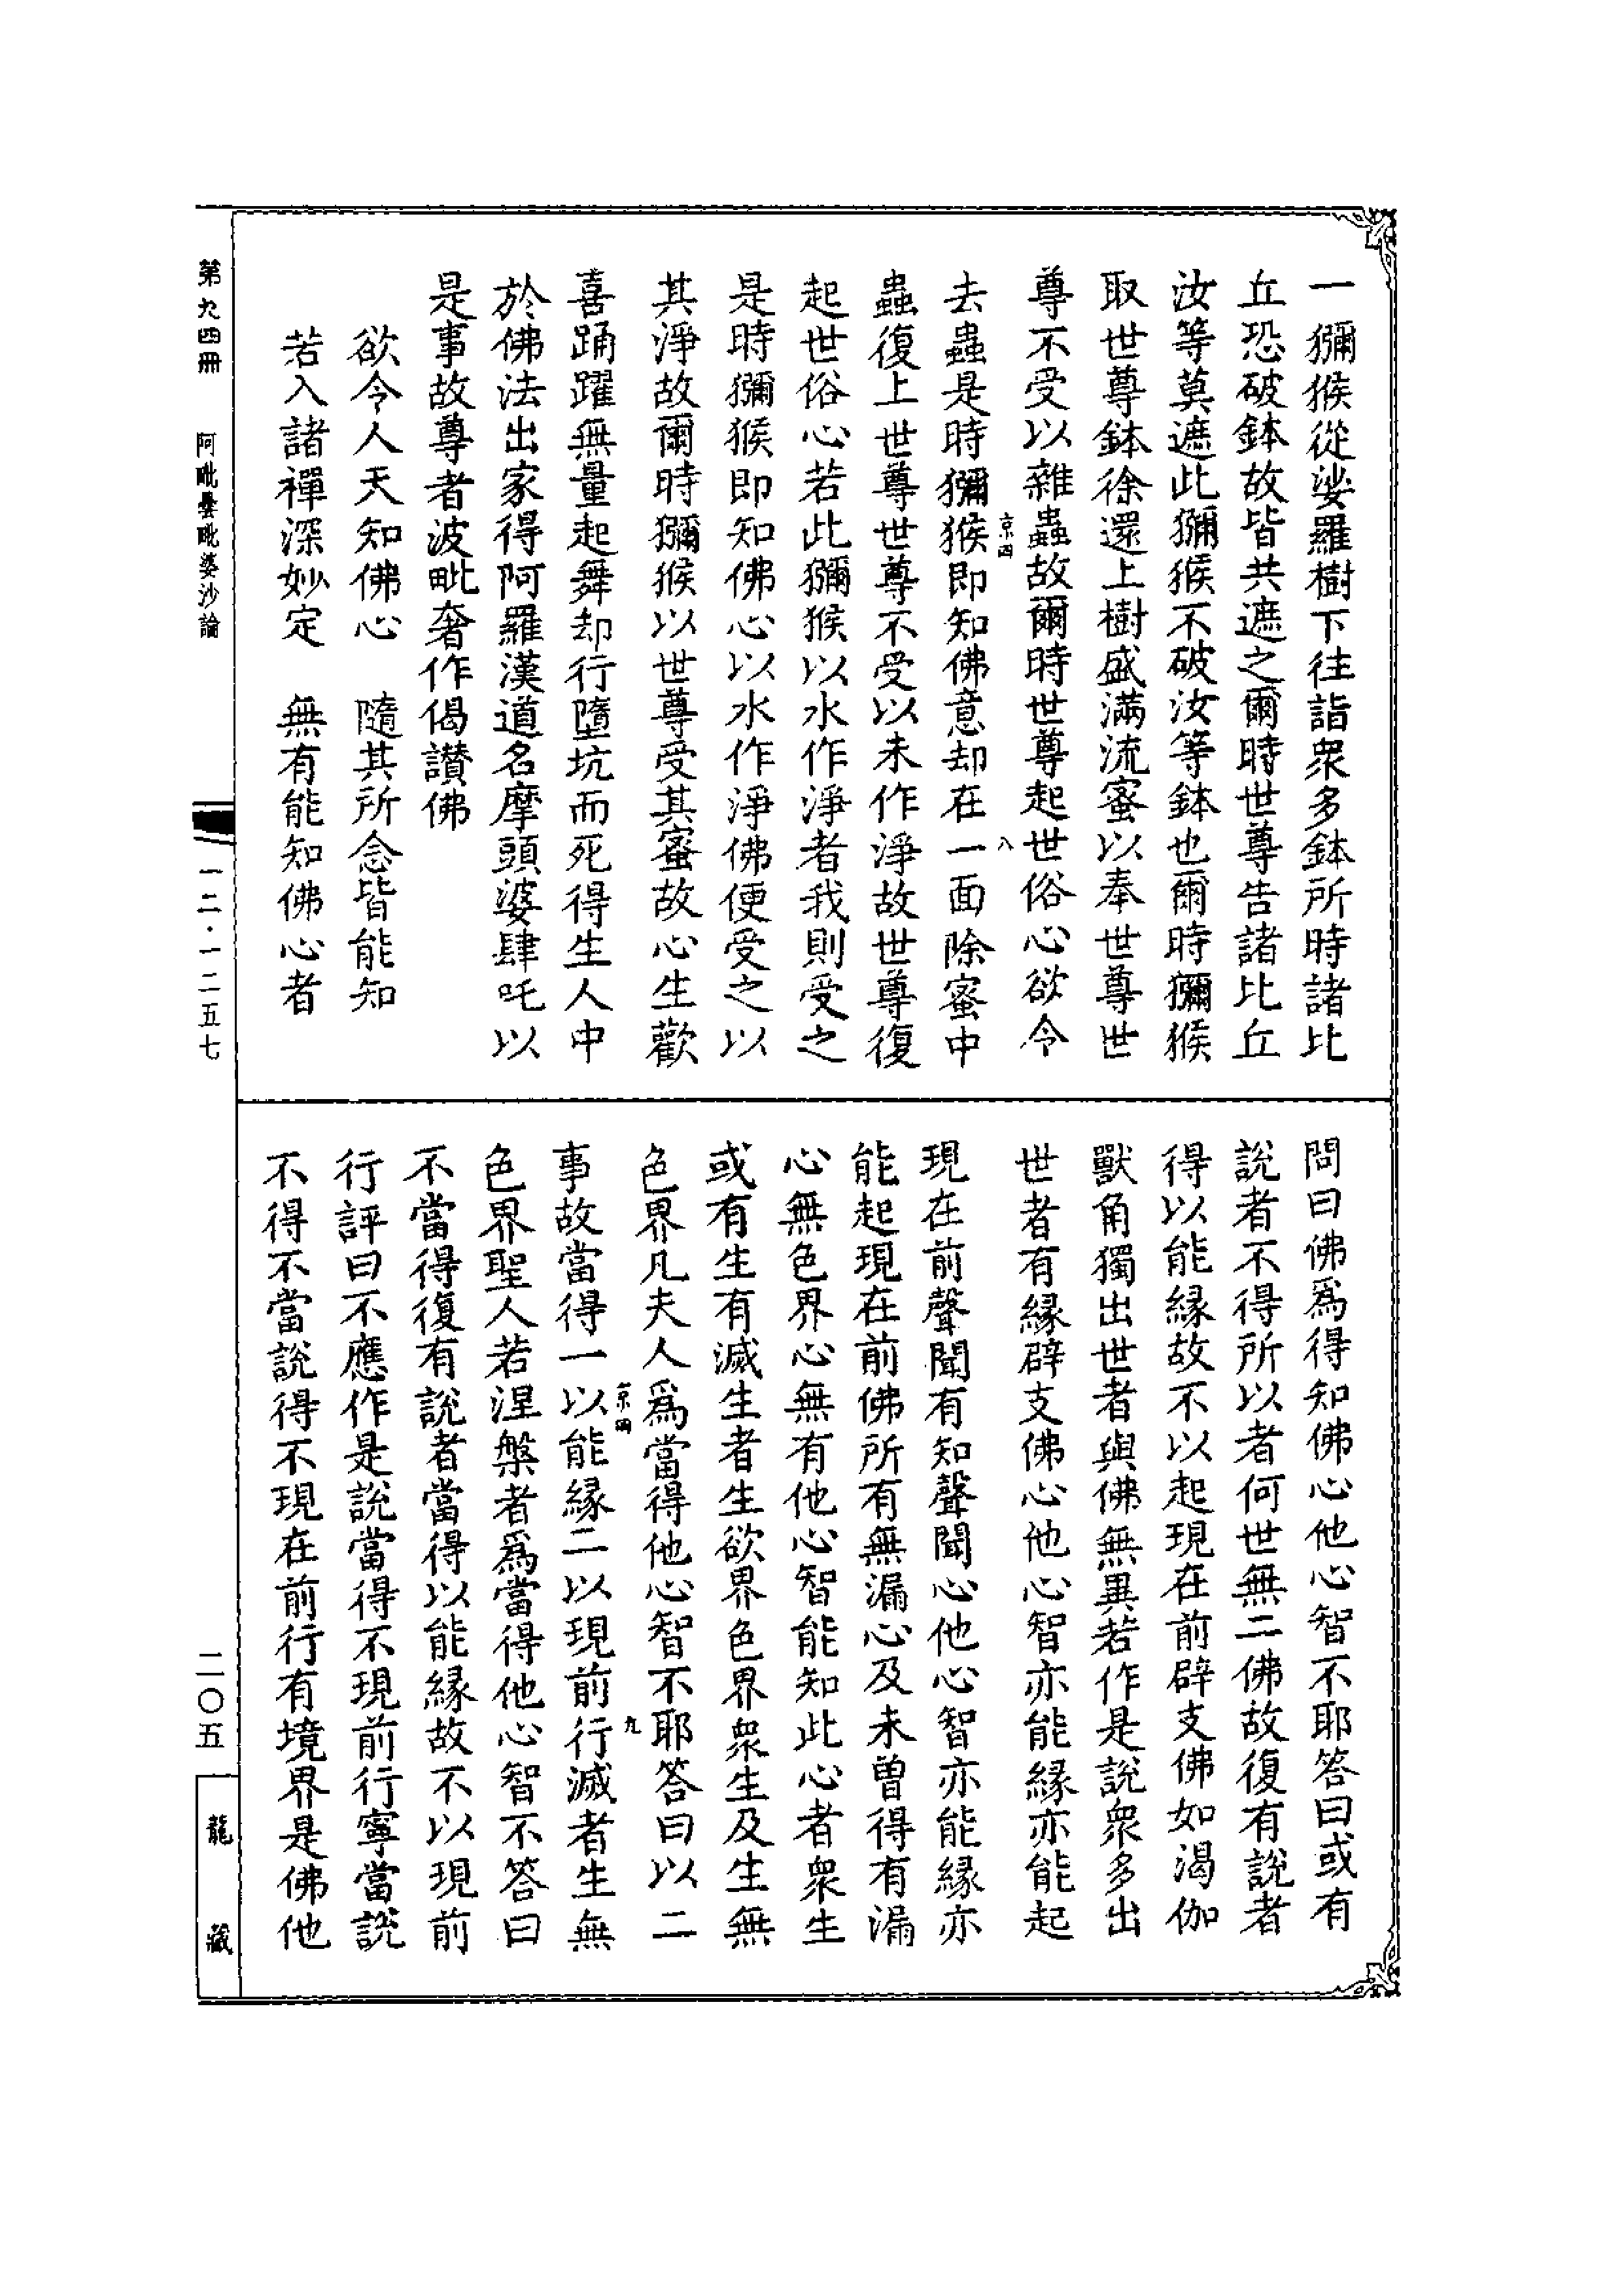 一獼猴從娑羅樹下往詣衆多鉢所時諸比
丘恐破鉢故皆共遮之爾時世尊告諸比丘
汝等莫遮此獼猴不破汝等鉢也爾時獼猴
取世尊鉢徐還上樹盛滿流蜜以奉世尊世
尊不受以雜蟲故爾時世尊起世俗心欲令
京四
八
去蟲是時獼猴即知佛意却在一面除蜜中
蟲復上世尊世尊不受以未作淨故世尊復
起世俗心若此獼猴以水作淨者我則受之
是時獼猴即知佛心以水作淨佛便受之以
其淨故爾時獼猴以世尊受其蜜故心生歡
喜踊躍無量起舞却行墮坑而死得生人中
於佛法出家得阿羅漢道名摩頭婆肆吒以
是事故尊者波毗奢作偈讃佛
欲令人天知佛心　隨其所念皆能知
若入諸禪深妙定　無有能知佛心者
問曰佛爲得知佛心他心智不耶答曰或有
說者不得所以者何世無二佛故復有說者
得以能緣故不以起現在前辟支佛如渴伽
獸角獨出世者與佛無異若作是說衆多出
世者有緣辟支佛心他心智亦能緣亦能起
現在前聲聞有知聲聞心他心智亦能緣亦
能起現在前佛所有無漏心及未曾得有漏
心無色界心無有他心智能知此心者衆生
或有生有滅生者生欲界色界衆生及生無
色界凡夫人爲當得他心智不耶答曰以二
京四
九
事故當得一以能緣二以現前行滅者生無
色界聖人若涅槃者爲當得他心智不答曰
不當得復有說者當得以能緣故不以現前
行評曰不應作是說當得不現前行寧當說
不得不當說得不現在前行有境界是佛他
第九四冊　阿毗曇毗婆沙論
一二·一二五七
二〇五
龍藏